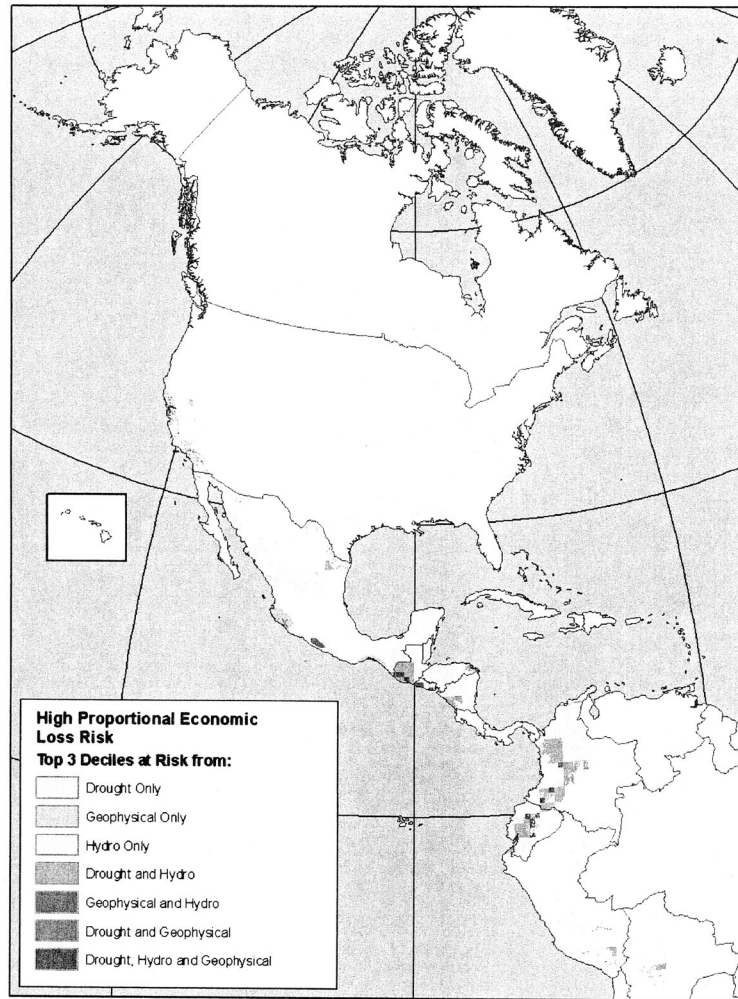 High Proportional Economic
Loss Risk
Top 3 Deciles at Risk from:
Drought Only
Geophysical Only
Hydro Only
Drought and Hydro
Geophysical and Hydro
Drought and Geophysical
Drought, Hydro and Geophysical